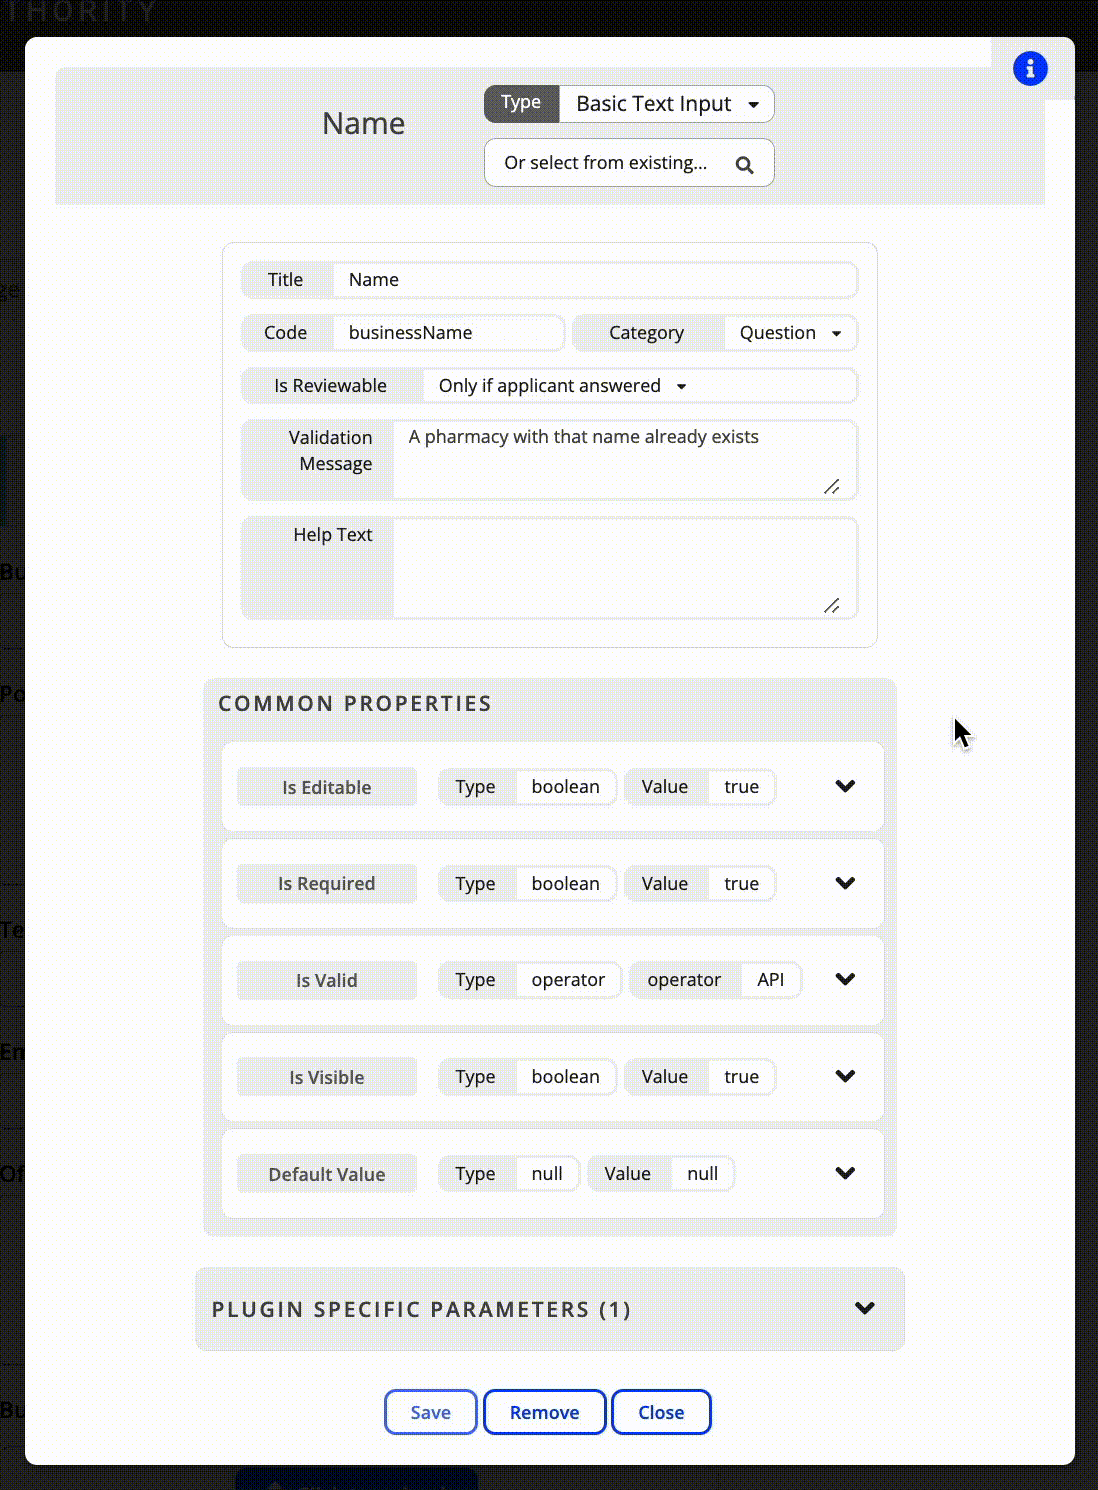 THORITY
Name
Type Basic Text Input
Or select from existing...
Title Name
Code businessName Category Question
Is Reviewable Only if applicant answered
Validation Message A pharmacy with that name already exists
Help Text
COMMON PROPERTIES
Is Editable Type boolean Value true
Is Required Type boolean Value true
Is Valid Type operator operator API
Is Visible Type boolean Value true
Default Value Type null Value null
PLUGIN SPECIFIC PARAMETERS (1)
Save Remove Close